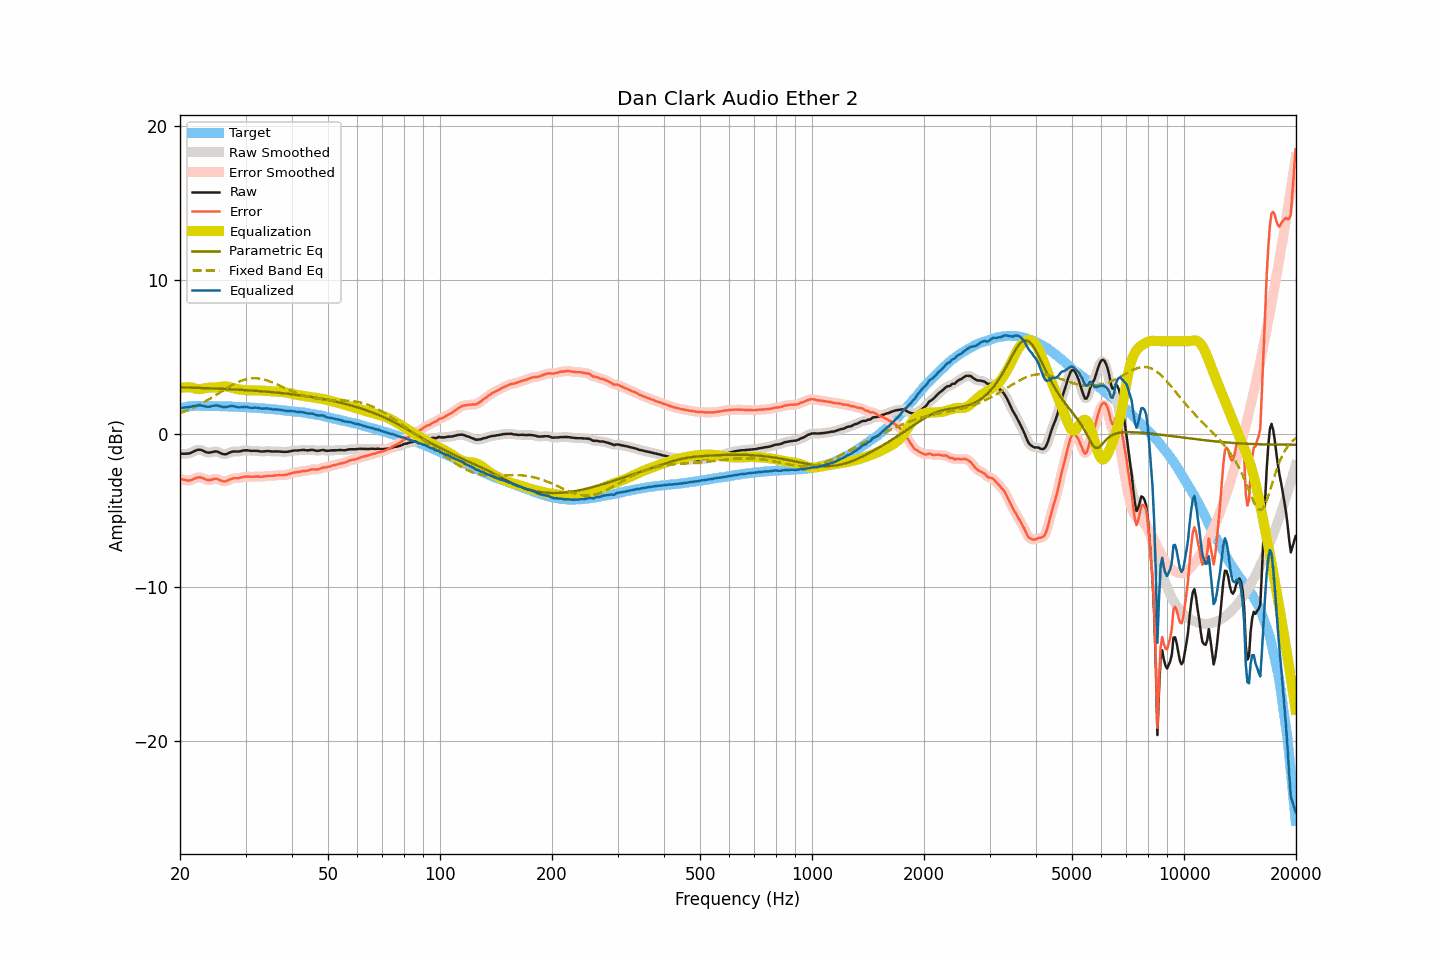 Dan Clark Audio Ether 2
Target
Raw Smoothed
Error Smoothed
Raw
Error
Equalization
Parametric Eq
Fixed Band Eq
Equalized
20
10
0
−10
−20
Amplitude (dBr)
20 50 100 200 500 1000 2000 5000 10000 20000
Frequency (Hz)